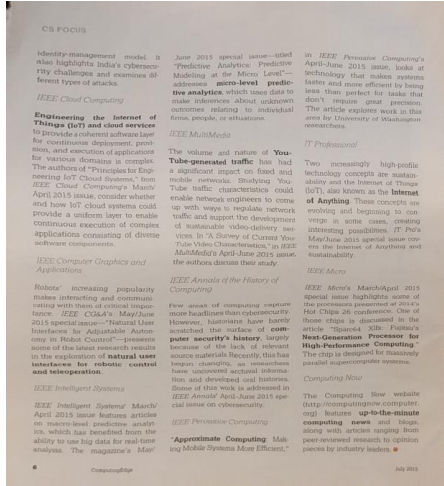 CS FOCUS
identity-management model. It
also highlights India's cybersecu-
rity challenges and examines dif-
ferent types of attacks.
IEEE Cloud Computing
Engineering the Internet of
Things (IoT) and cloud services
to provide a coherent software layer
for continuous deployment, provi-
sion, and execution of applications
for various domains is complex.
The authors of "Principles for Engi-
neering IoT Cloud Systems," from
IEEE Cloud Computing's March/
April 2015 issue, consider whether
and how IoT cloud systems could
provide a uniform layer to enable
continuous execution of complex
applications consisting of diverse
software components.
IEEE Computer Graphics and
Applications
Robots' increasing popularity
makes interacting and communi-
cating with them of critical impor-
tance. IEEE CG&A's May/June
2015 special issue—"Natural User
Interfaces for Adjustable Auton-
omy in Robot Control"—presents
some of the latest research results
in the exploration of natural user
interfaces for robotic control
and teleoperation.
IEEE Intelligent Systems
IEEE Intelligent Systems' March/
April 2015 issue features articles
on macro-level predictive analyt-
ics, which has benefited from the
ability to use big data for real-time
analysis. The magazine's May/
June 2015 special issue—titled
"Predictive Analytics: Predictive
Modeling at the Micro Level"—
addresses micro-level predic-
tive analytics, which uses data to
make inferences about unknown
outcomes relating to individual
firms, people, or situations.
IEEE MultiMedia
The volume and nature of You-
Tube-generated traffic has had
a significant impact on fixed and
mobile networks. Studying You-
Tube traffic characteristics could
enable network engineers to come
up with ways to regulate network
traffic and support the development
of sustainable video-delivery ser-
vices. In "A Survey of Current You-
Tube Video Characteristics," in IEEE
MultiMedia's April–June 2015 issue,
the authors discuss their study.
IEEE Annals of the History of
Computing
Few areas of computing capture
more headlines than cybersecurity.
However, historians have barely
scratched the surface of com-
puter security's history, largely
because of the lack of relevant
source materials. Recently, this has
begun changing, as researchers
have uncovered archival informa-
tion and developed oral histories.
Some of this work is addressed in
IEEE Annals' April–June 2015 spe-
cial issue on cybersecurity.
IEEE Pervasive Computing
"Approximate Computing: Mak-
ing Mobile Systems More Efficient,"
in IEEE Pervasive Computing's
April–June 2015 issue, looks at
technology that makes systems
faster and more efficient by being
less than perfect for tasks that
don't require great precision.
The article explores work in this
area by University of Washington
researchers.
IT Professional
Two increasingly high-profile
technology concepts are sustain-
ability and the Internet of Things
(IoT), also known as the Internet
of Anything. These concepts are
evolving and beginning to con-
verge in some cases, creating
interesting possibilities. IT Pro's
May/June 2015 special issue cov-
ers the Internet of Anything and
sustainability.
IEEE Micro
IEEE Micro's March/April 2015
special issue highlights some of
the processors presented at 2014's
Hot Chips 26 conference. One of
those chips is discussed in the
article "Sparc64 XIfx: Fujitsu's
Next-Generation Processor for
High-Performance Computing."
The chip is designed for massively
parallel supercomputer systems.
Computing Now
The Computing Now website
(http://computingnow.computer.
org) features up-to-the-minute
computing news and blogs,
along with articles ranging from
peer-reviewed research to opinion
pieces by industry leaders.
6
ComputingEdge
July 2015